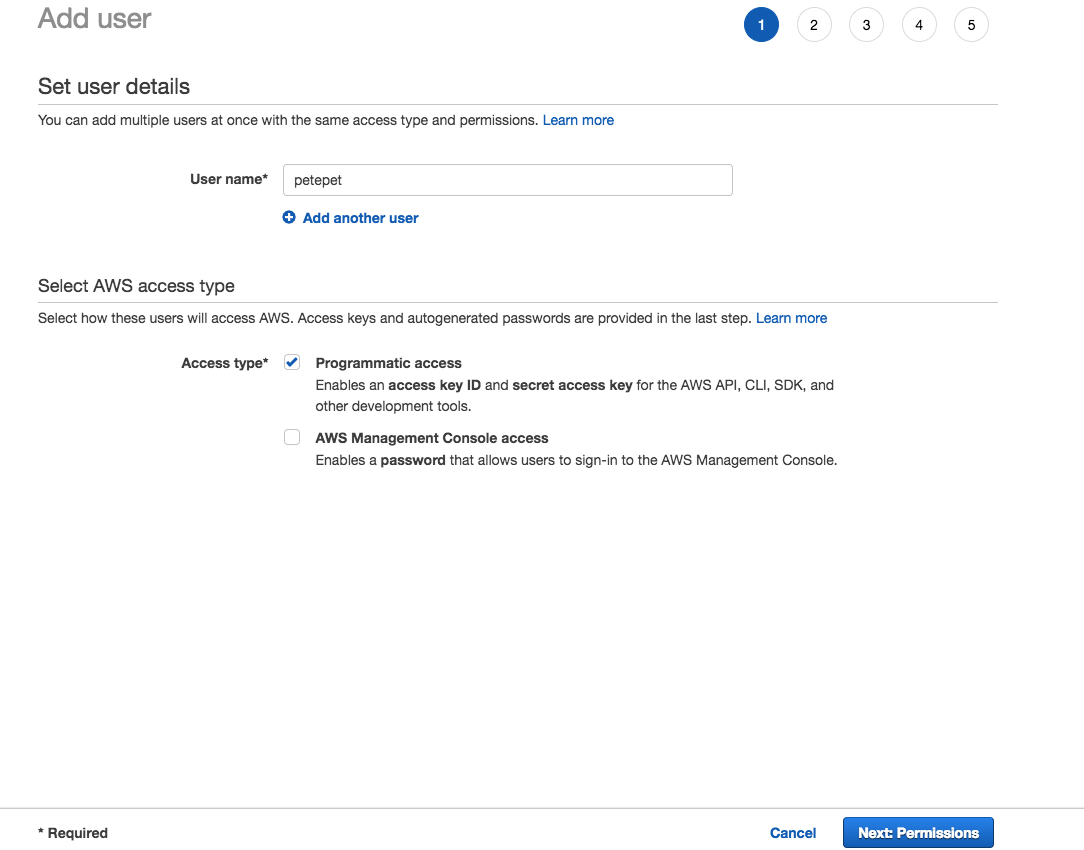 Add user
1 2 3 4 5
Set user details
You can add multiple users at once with the same access type and permissions. Learn more
User name* petepet
Add another user
Select AWS access type
Select how these users will access AWS. Access keys and autogenerated passwords are provided in the last step. Learn more
Access type* Programmatic access
Enables an access key ID and secret access key for the AWS API, CLI, SDK, and
other development tools.
AWS Management Console access
Enables a password that allows users to sign-in to the AWS Management Console.
* Required Cancel Next: Permissions